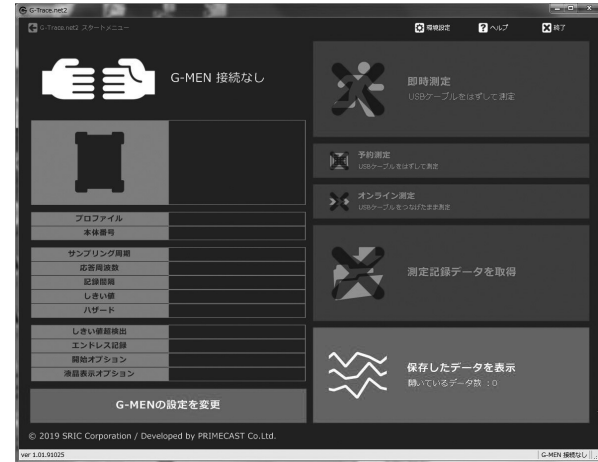 G-Trace.net2
G-Trace.net2 スタートメニュー
環境設定
ヘルプ
終了
G-MEN 接続なし
プロファイル
本体番号
サンプリング周期
応答周波数
記録間隔
しきい値
ハザード
しきい値超検出
エンドレス記録
開始オプション
液晶表示オプション
G-MENの設定を変更
即時測定
USBケーブルをはずして測定
予約測定
USBケーブルをはずして測定
オンライン測定
USBケーブルをつなげたまま測定
測定記録データを取得
保存したデータを表示
開いているデータ数 : 0
© 2019 SRIC Corporation / Developed by PRIMECAST Co.Ltd.
ver 1.01.91025
G-MEN 接続なし